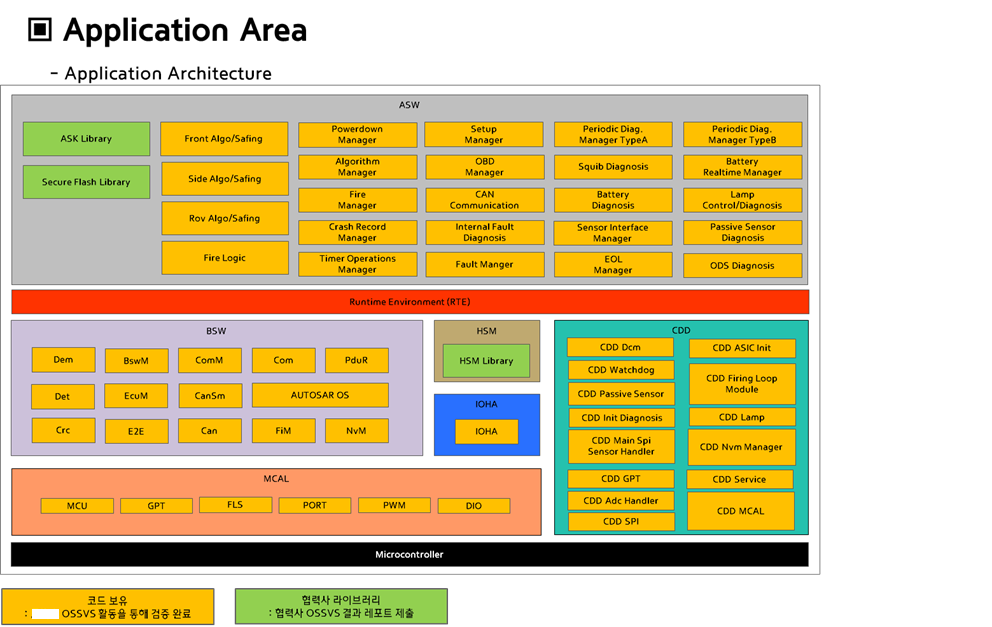 ▣ Application Area
- Application Architecture
ASW
ASK Library
Secure Flash Library
Front Algo/Safing
Side Algo/Safing
Rov Algo/Safing
Fire Logic
Powerdown
Manager
Algorithm
Manager
Fire
Manager
Crash Record
Manager
Timer Operations
Manager
Setup
Manager
OBD
Manager
CAN
Communication
Internal Fault
Diagnosis
Fault Manger
Periodic Diag.
Manager TypeA
Squib Diagnosis
Battery
Diagnosis
Sensor Interface
Manager
EOL
Manager
Periodic Diag.
Manager TypeB
Battery
Realtime Manager
Lamp
Control/Diagnosis
Passive Sensor
Diagnosis
ODS Diagnosis
Runtime Environment (RTE)
BSW
Dem
BswM
ComM
Com
PduR
Det
EcuM
CanSm
AUTOSAR OS
Crc
E2E
Can
FiM
NvM
HSM
HSM Library
IOHA
IOHA
CDD
CDD Dcm
CDD Watchdog
CDD Passive Sensor
CDD Init Diagnosis
CDD Main Spi
Sensor Handler
CDD GPT
CDD Adc Handler
CDD SPI
CDD ASIC Init
CDD Firing Loop
Module
CDD Lamp
CDD Nvm Manager
CDD Service
CDD MCAL
MCAL
MCU
GPT
FLS
PORT
PWM
DIO
Microcontroller
코드 보유
: OSSVS 활동을 통해 검증 완료
협력사 라이브러리
: 협력사 OSSVS 결과 레포트 제출